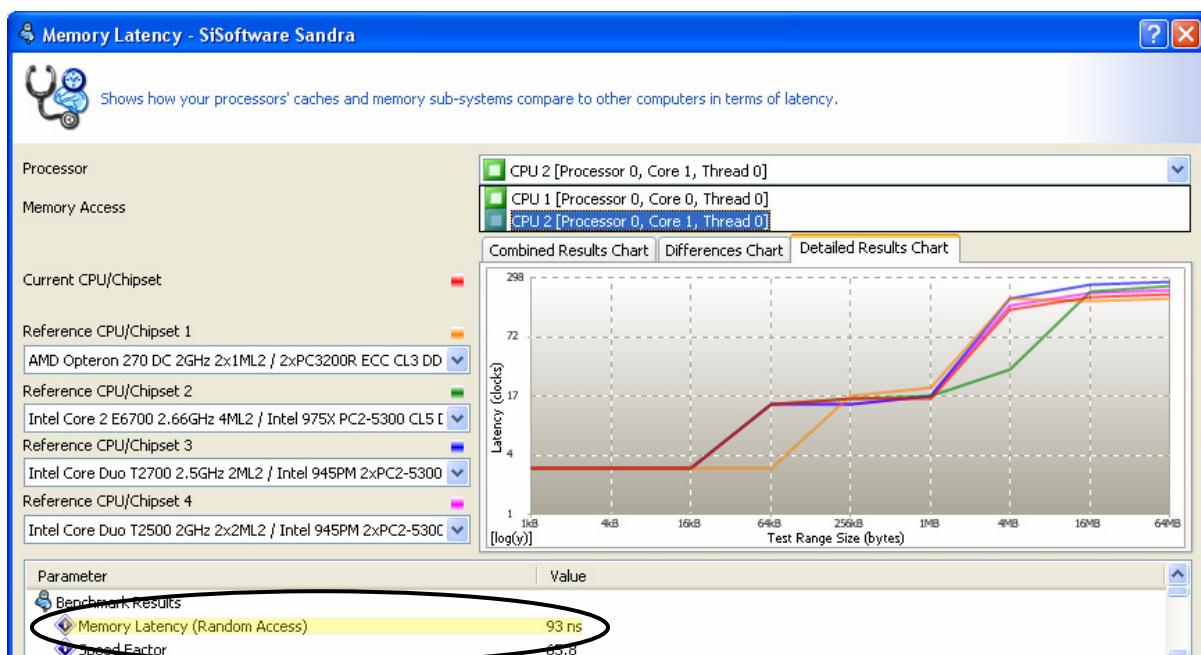 Memory Latency - SiSoftware Sandra
Shows how your processors' caches and memory sub-systems compare to other computers in terms of latency.
Processor
CPU 2 [Processor 0, Core 1, Thread 0]
CPU 1 [Processor 0, Core 0, Thread 0]
CPU 2 [Processor 0, Core 1, Thread 0]
Memory Access
Combined Results Chart
Differences Chart
Detailed Results Chart
Current CPU/Chipset
Reference CPU/Chipset 1
AMD Opteron 270 DC 2GHz 2x1ML2 / 2xPC3200R ECC CL3 DD
Reference CPU/Chipset 2
Intel Core 2 E6700 2.66GHz 4ML2 / Intel 975X PC2-5300 CL5 D
Reference CPU/Chipset 3
Intel Core Duo T2700 2.5GHz 2ML2 / Intel 945PM 2xPC2-5300
Reference CPU/Chipset 4
Intel Core Duo T2500 2GHz 2x2ML2 / Intel 945PM 2xPC2-530
Latency (clocks)
298
72
17
4
1
1kB 4kB 16kB 64kB 256kB 1MB 4MB 16MB 64MB
[log(y)]
Test Range Size (bytes)
Parameter Value
Benchmark Results
Memory Latency (Random Access) 93 ns
Speed Factor 65.8